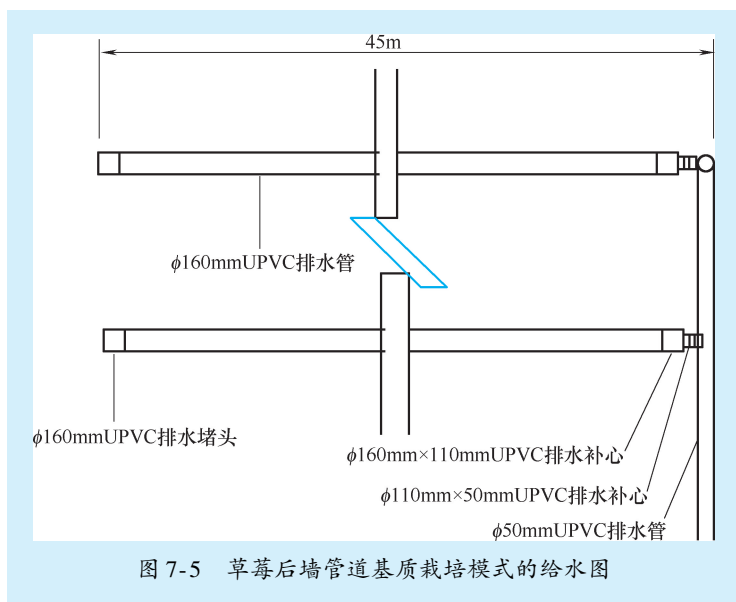 45m
ϕ160mmUPVC排水管
ϕ160mmUPVC排水堵头
ϕ160mm×110mmUPVC排水补心
ϕ110mm×50mmUPVC排水补心
ϕ50mmUPVC排水管
图 7-5 草莓后墙管道基质栽培模式的给水图